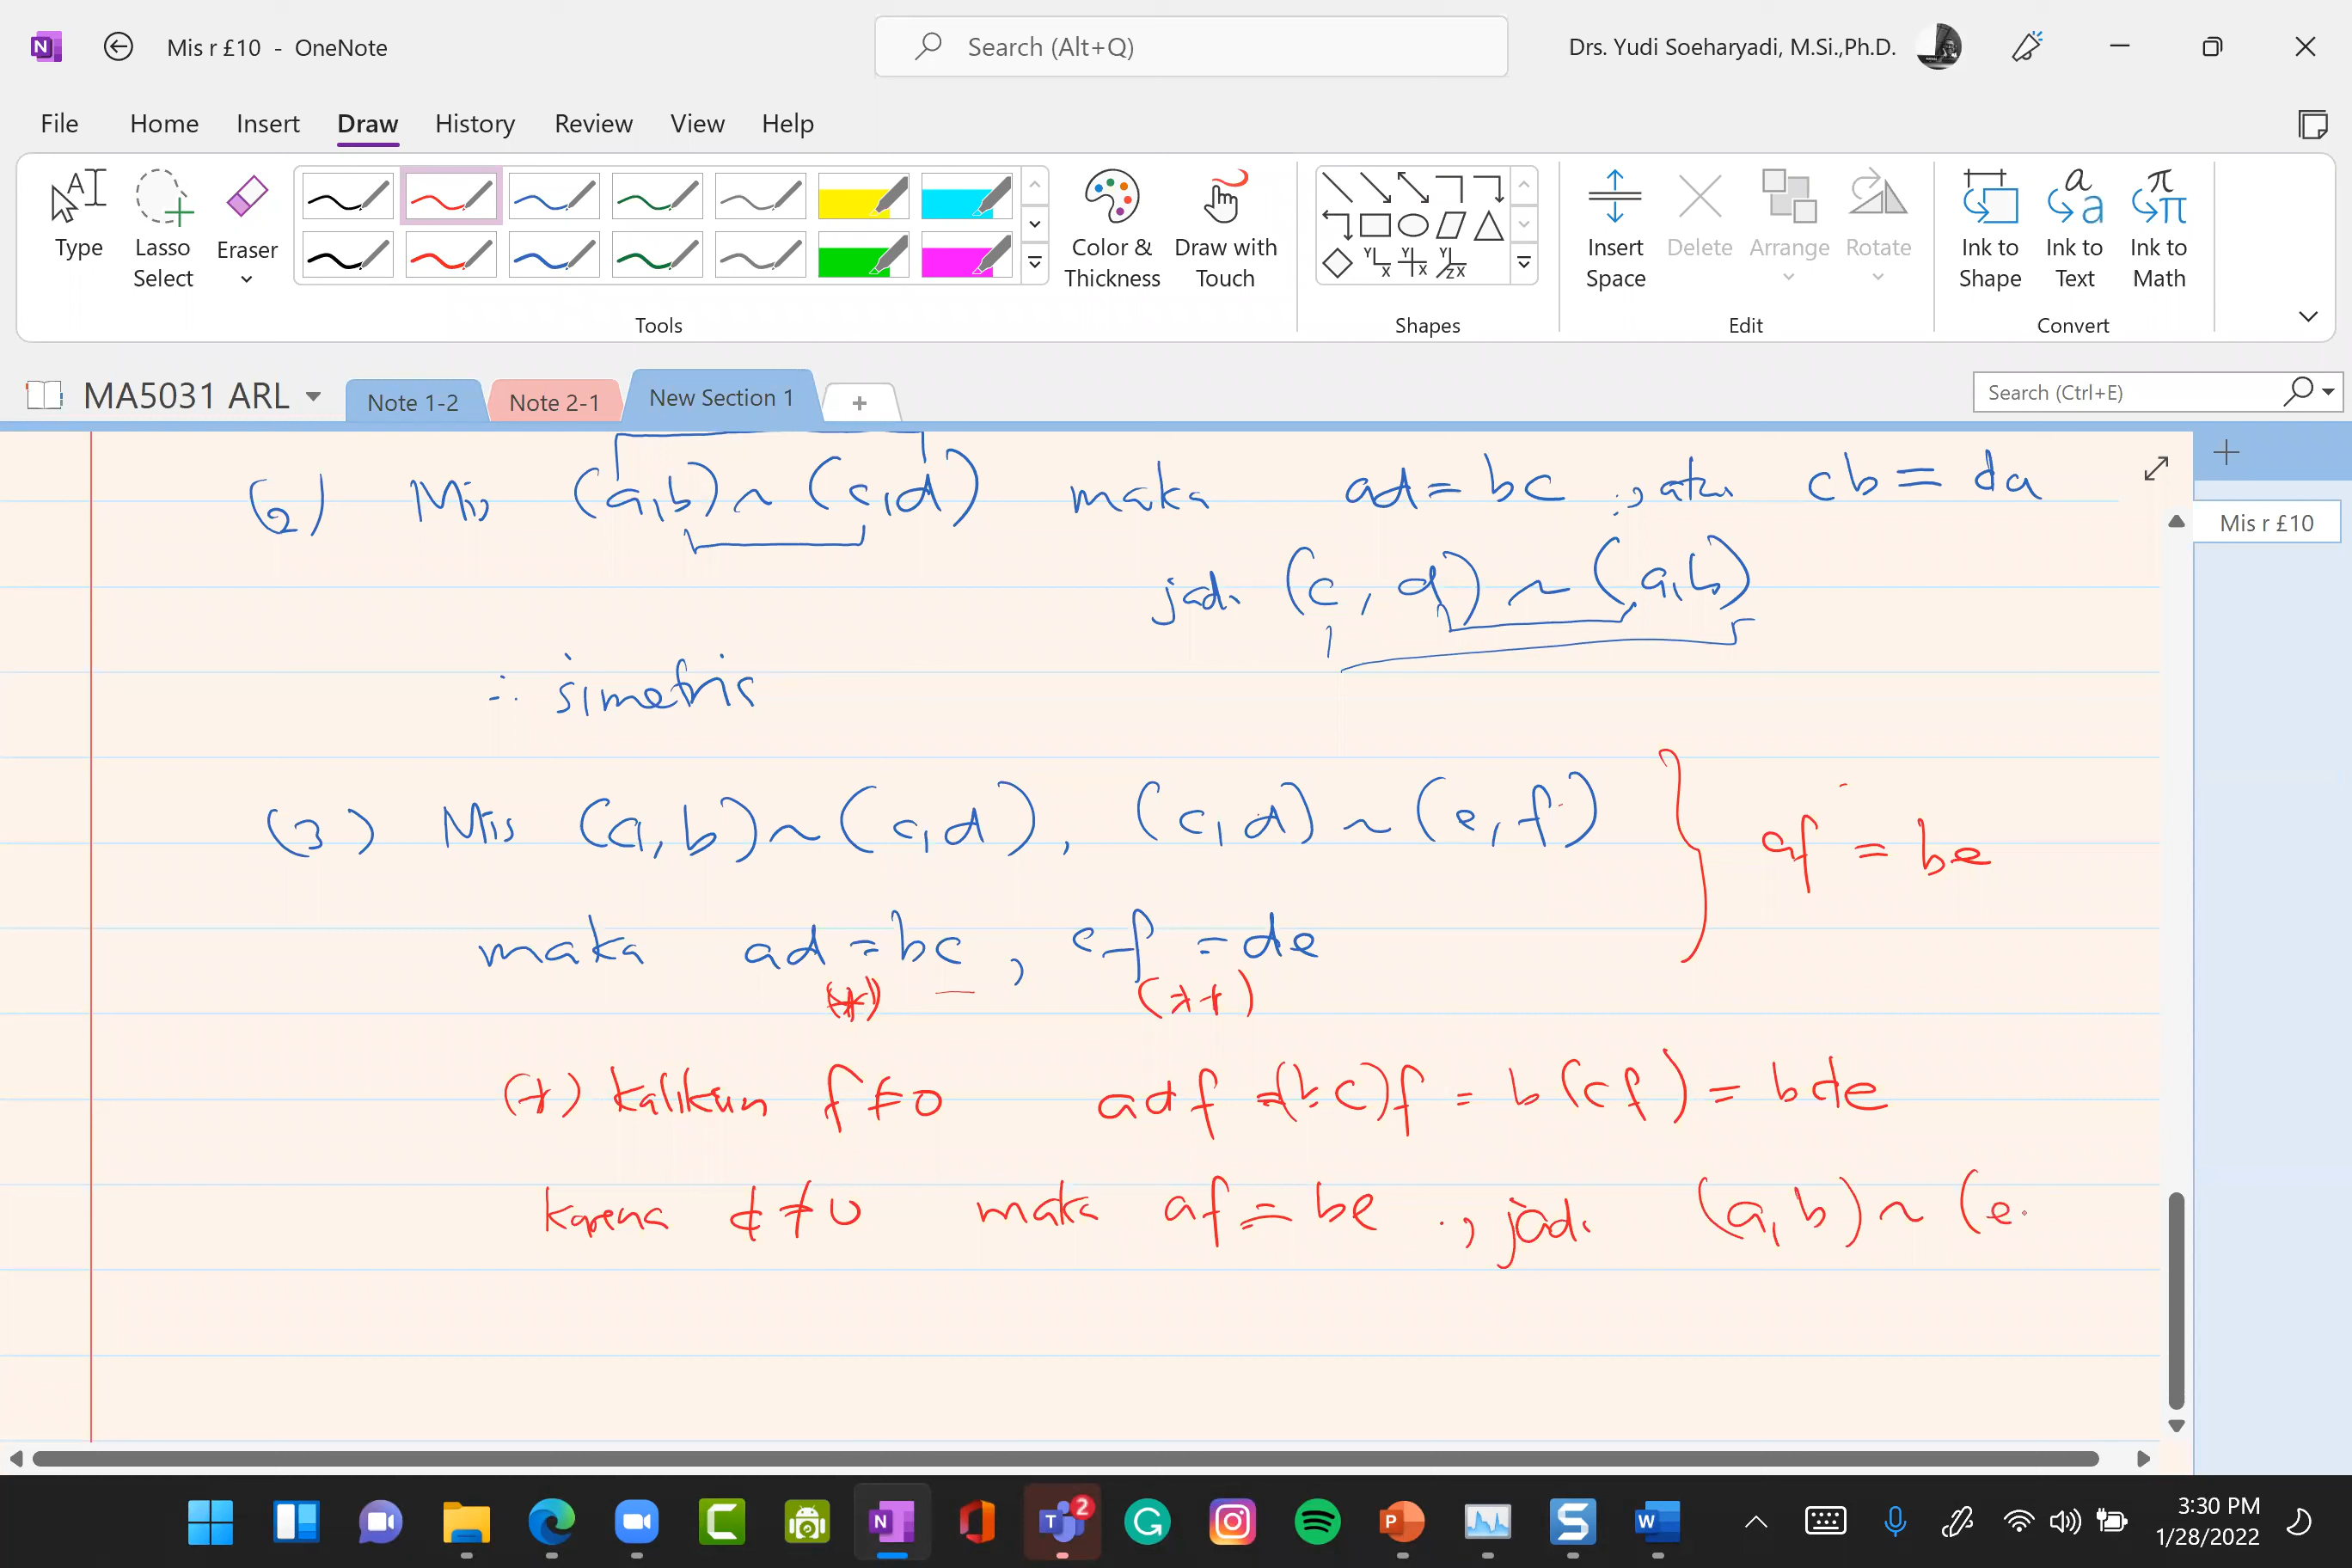 Mis r £10 - OneNote
Search (Alt+Q)
Drs. Yudi Soeharyadi, M.Si.,Ph.D.
File Home Insert Draw History Review View Help
Type
Lasso Select
Eraser
Color & Thickness
Draw with Touch
Insert Space
Delete
Arrange
Rotate
Ink to Shape
Ink to Text
Ink to Math
Tools Shapes Edit Convert
MA5031 ARL
Note 1-2
Note 2-1
New Section 1
Search (Ctrl+E)
Mis r £10
(2) Mis (a,b) ~ (c,d) maka ad = bc ., atau cb = da
jadi (c, d) ~ (a,b)
∴ simetris
(3) Mis (a,b) ~ (c,d), (c,d) ~ (e,f) } af = be
maka ad = bc, cf = de
(*) (**)
(*) kalikan f ≠ 0 adf = (bc)f = b(cf) = bde
karena d ≠ 0 maka af = be ., jadi (a,b) ~ (e
3:30 PM
1/28/2022
2